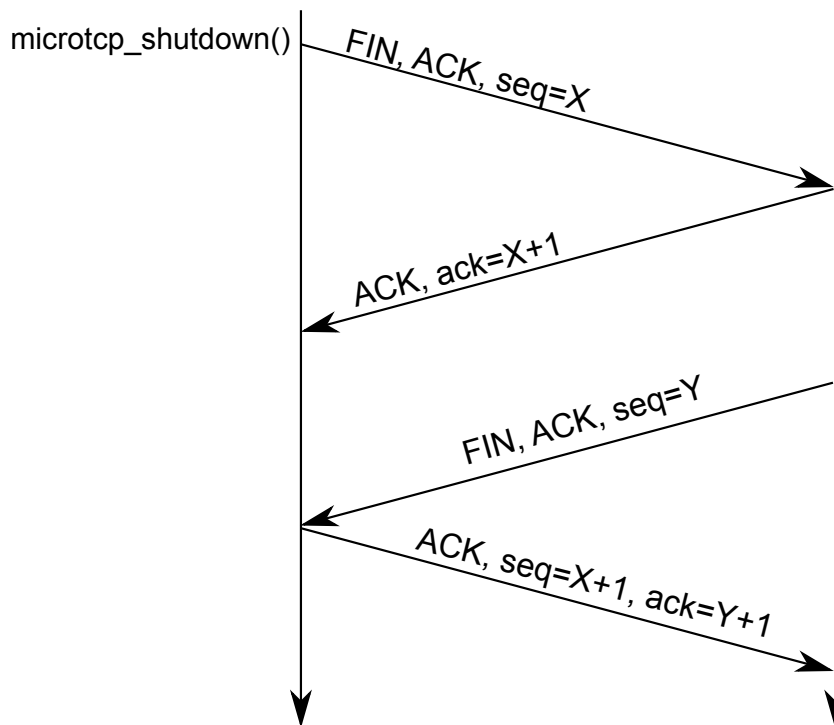 microtcp_shutdown()
FIN, ACK, seq=X
ACK, ack=X+1
FIN, ACK, seq=Y
ACK, seq=X+1, ack=Y+1